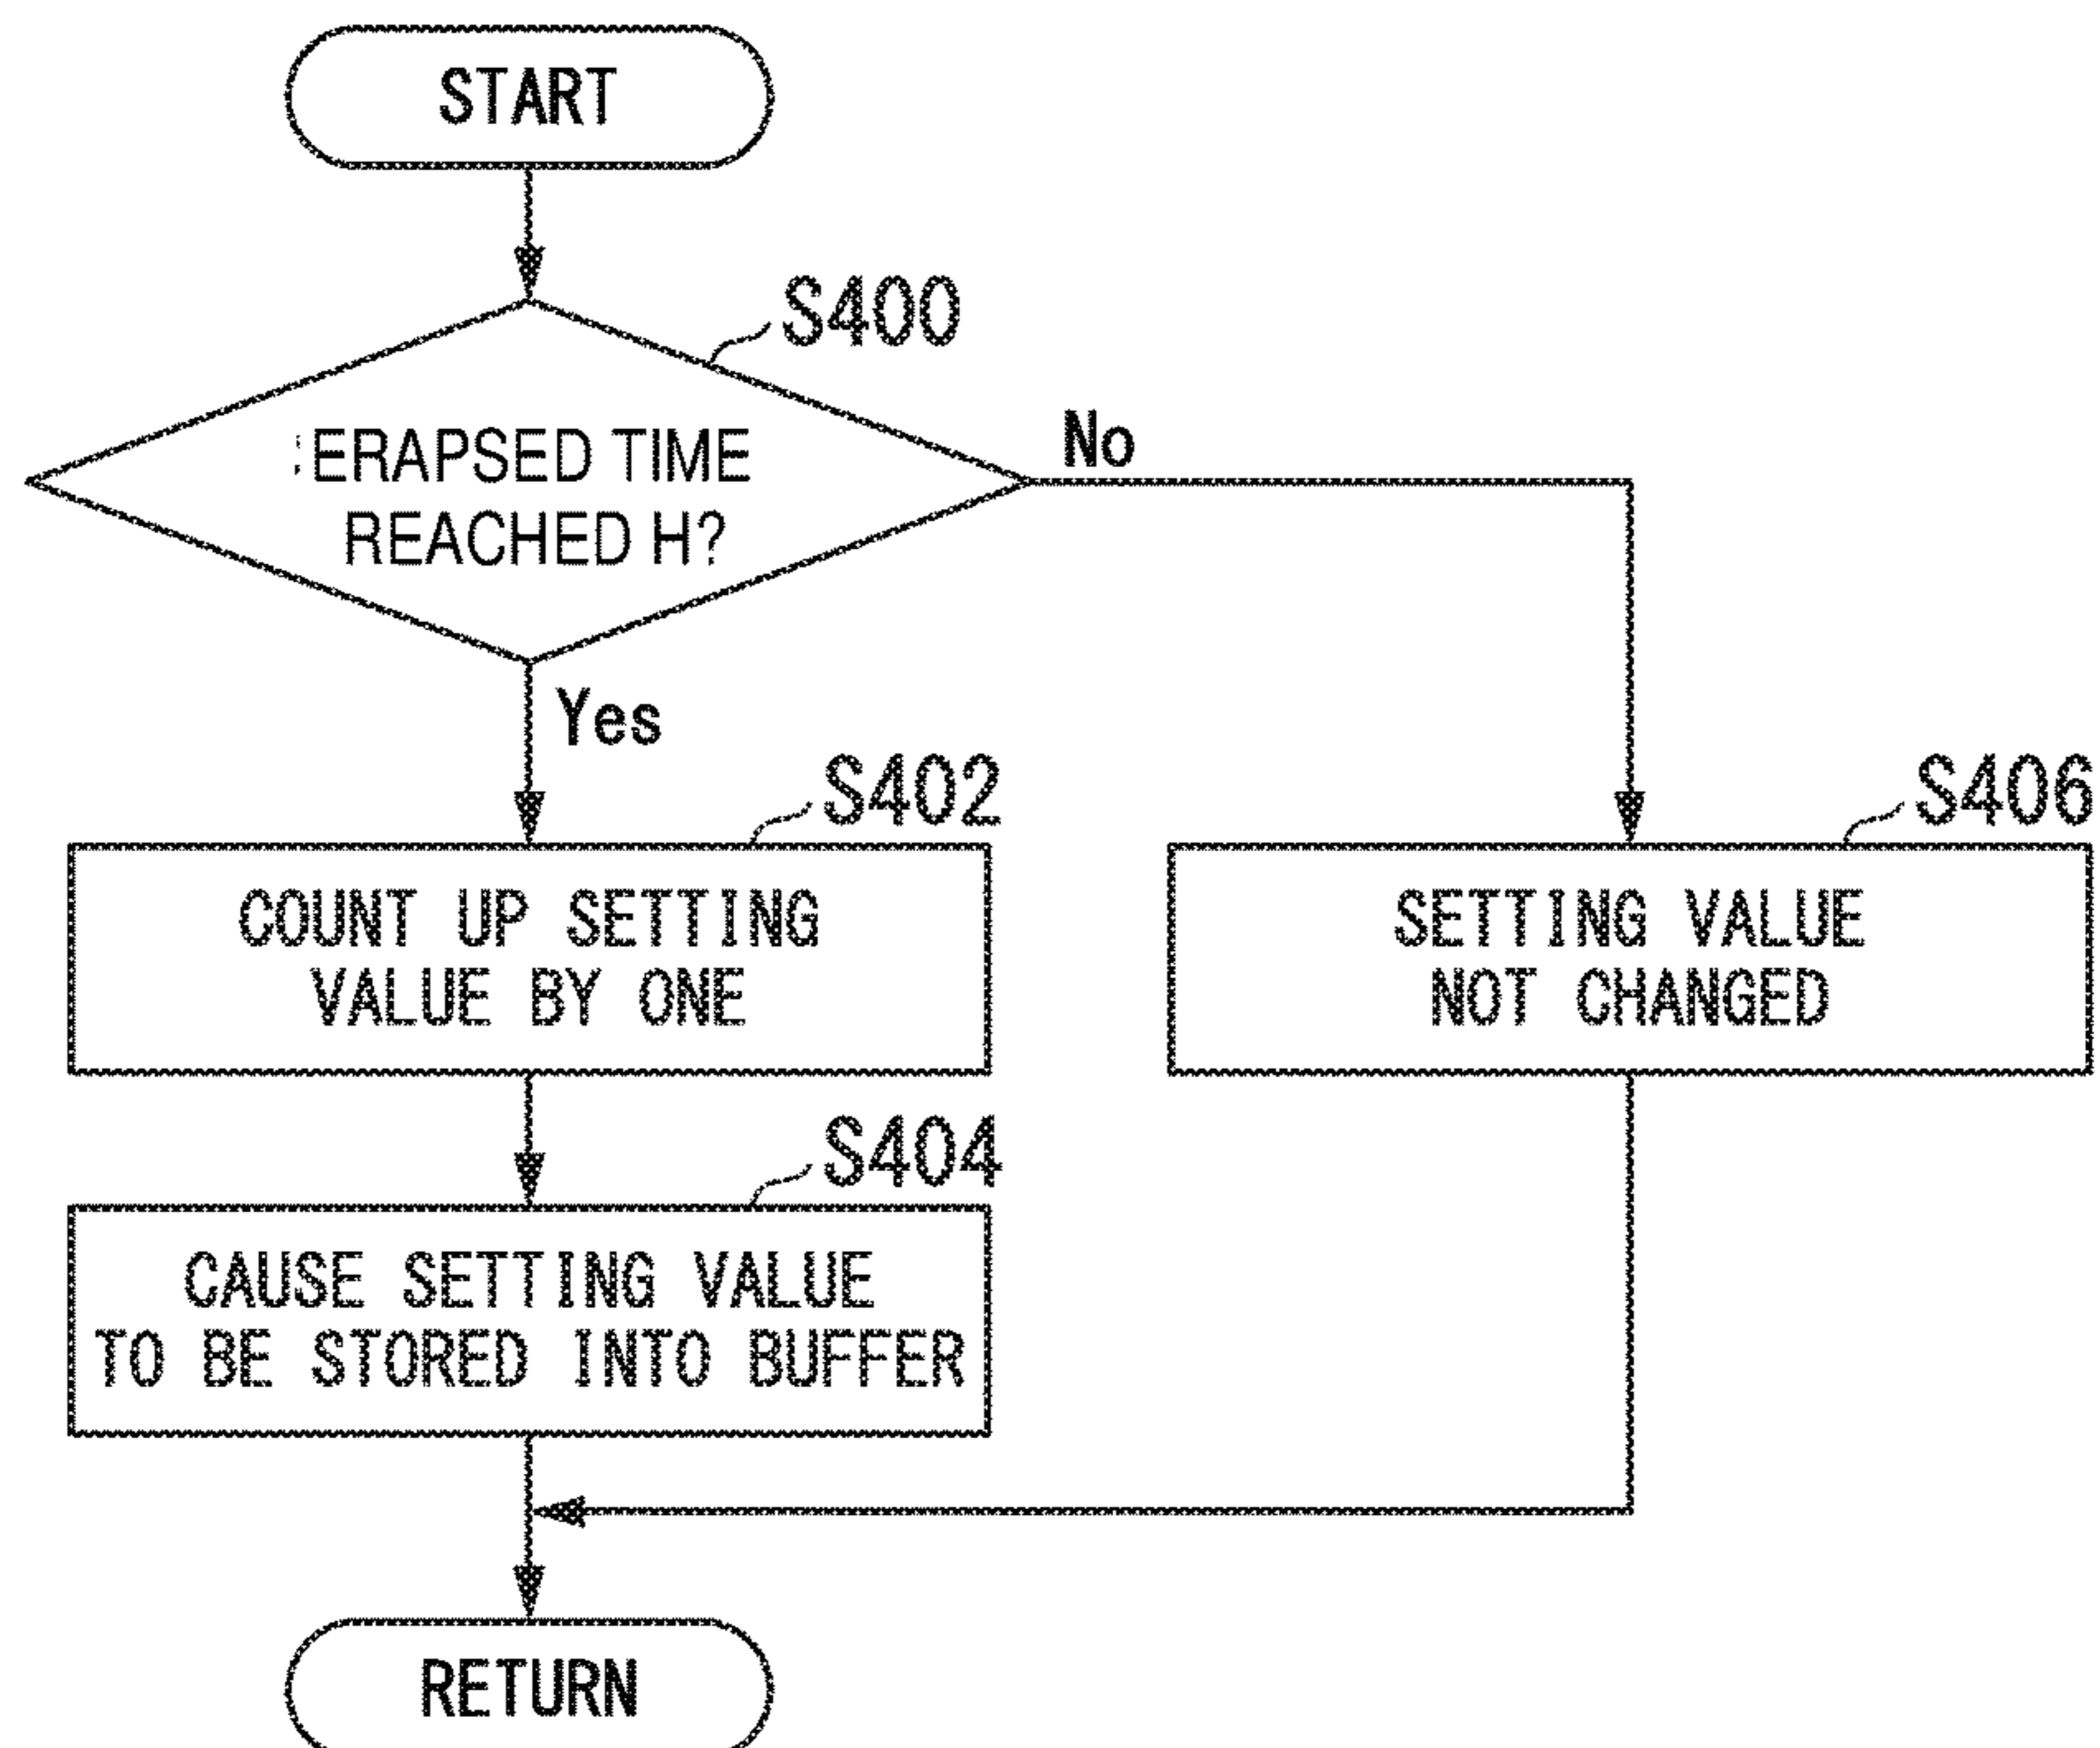 START
S400
ERAPSED TIME
REACHED H?
No
Yes
S402
COUNT UP SETTING
VALUE BY ONE
S406
SETTING VALUE
NOT CHANGED
S404
CAUSE SETTING VALUE
TO BE STORED INTO BUFFER
RETURN